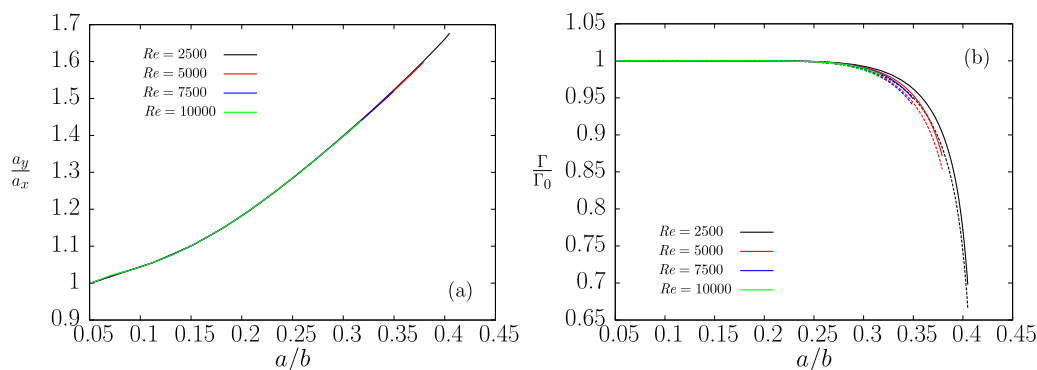 1.7
1.6
1.5
1.4
1.3
1.2
1.1
1
0.9
a_y/a_x
Re = 2500
Re = 5000
Re = 7500
Re = 10000
(a)
0.05 0.1 0.15 0.2 0.25 0.3 0.35 0.4 0.45
a/b
1.05
1
0.95
0.9
0.85
0.8
0.75
0.7
0.65
Γ/Γ₀
(b)
Re = 2500
Re = 5000
Re = 7500
Re = 10000
0.05 0.1 0.15 0.2 0.25 0.3 0.35 0.4 0.45
a/b